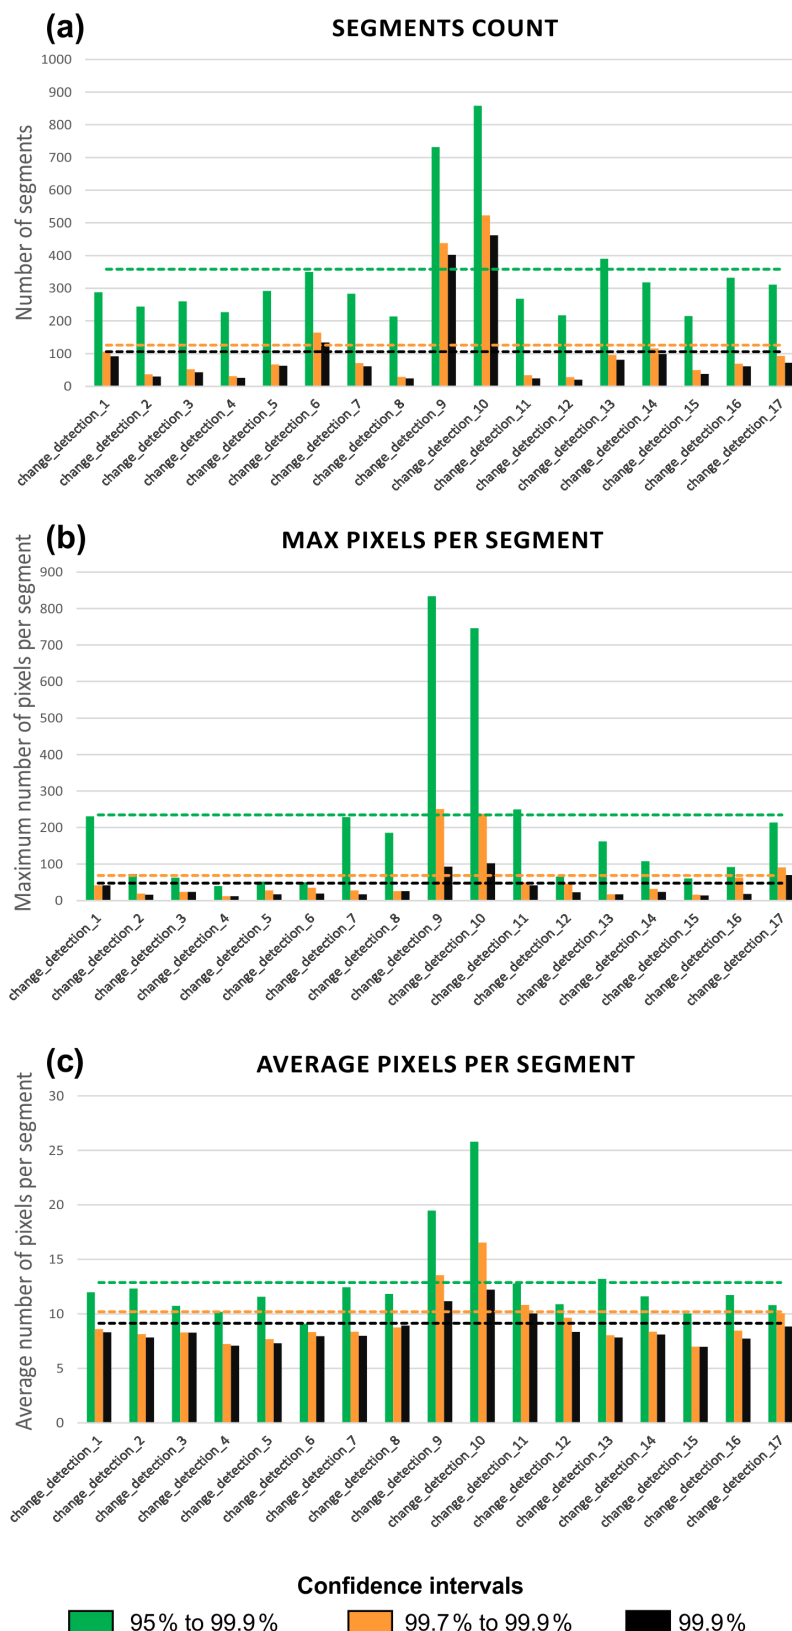 (a)
SEGMENTS COUNT
Number of segments
1000
900
800
700
600
500
400
300
200
100
0
change_detection_1
change_detection_2
change_detection_3
change_detection_4
change_detection_5
change_detection_6
change_detection_7
change_detection_8
change_detection_9
change_detection_10
change_detection_11
change_detection_12
change_detection_13
change_detection_14
change_detection_15
change_detection_16
change_detection_17
(b)
MAX PIXELS PER SEGMENT
Maximum number of pixels per segment
900
800
700
600
500
400
300
200
100
0
change_detection_1
change_detection_2
change_detection_3
change_detection_4
change_detection_5
change_detection_6
change_detection_7
change_detection_8
change_detection_9
change_detection_10
change_detection_11
change_detection_12
change_detection_13
change_detection_14
change_detection_15
change_detection_16
change_detection_17
(c)
AVERAGE PIXELS PER SEGMENT
Average number of pixels per segment
30
25
20
15
10
5
0
change_detection_1
change_detection_2
change_detection_3
change_detection_4
change_detection_5
change_detection_6
change_detection_7
change_detection_8
change_detection_9
change_detection_10
change_detection_11
change_detection_12
change_detection_13
change_detection_14
change_detection_15
change_detection_16
change_detection_17
Confidence intervals
95% to 99.9% 99.7% to 99.9% 99.9%